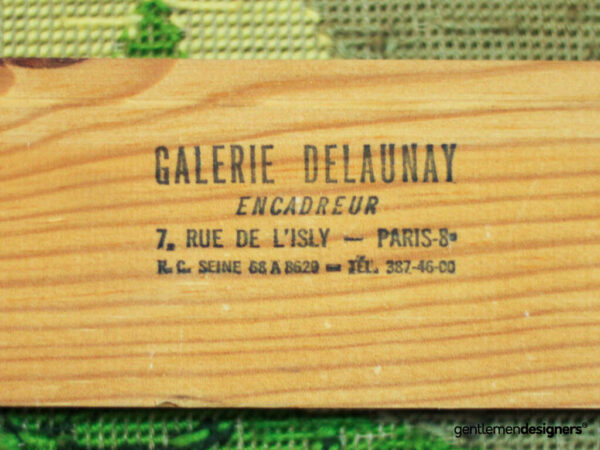 GALERIE DELAUNAY
ENCADREUR
7, RUE DE L'ISLY — PARIS-8e
R. C. SEINE 68 A 8629 — TÉL. 387-46-00
gentlemendesigners©